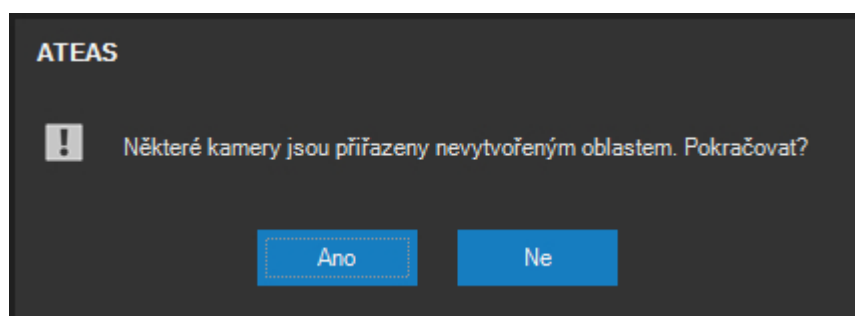 ATEAS
Některé kamery jsou přiřazeny nevytvořeným oblastem. Pokračovat?
Ano
Ne